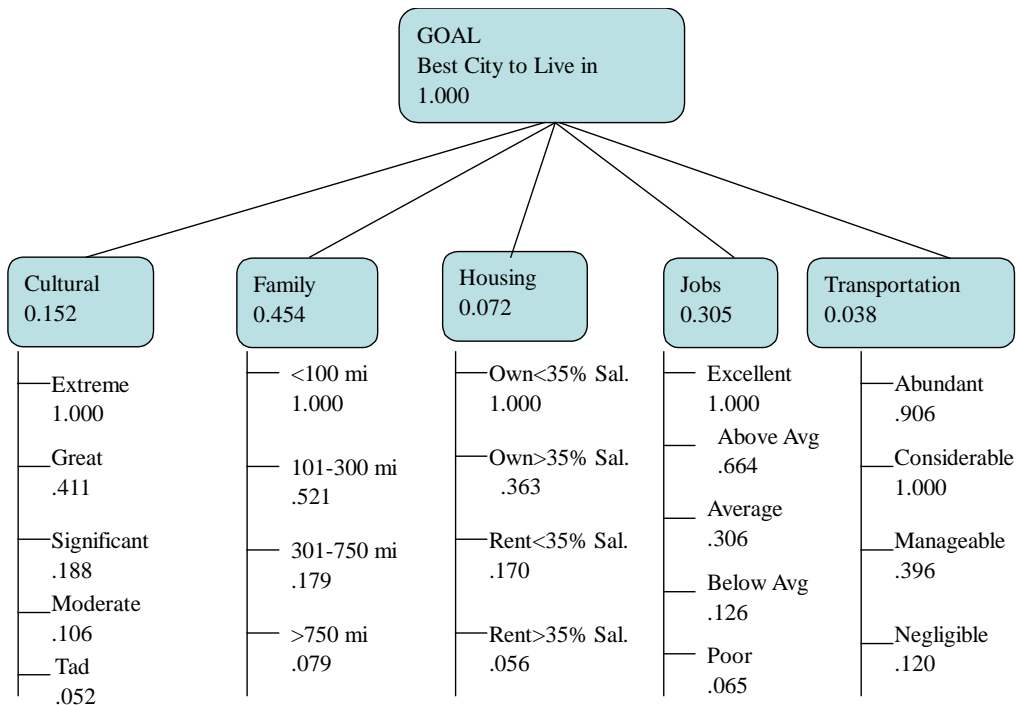 GOAL
Best City to Live in
1.000
Cultural
0.152
Family
0.454
Housing
0.072
Jobs
0.305
Transportation
0.038
Extreme
1.000
Great
.411
Significant
.188
Moderate
.106
Tad
.052
<100 mi
1.000
101-300 mi
.521
301-750 mi
.179
>750 mi
.079
Own<35% Sal.
1.000
Own>35% Sal.
.363
Rent<35% Sal.
.170
Rent>35% Sal.
.056
Excellent
1.000
Above Avg
.664
Average
.306
Below Avg
.126
Poor
.065
Abundant
.906
Considerable
1.000
Manageable
.396
Negligible
.120